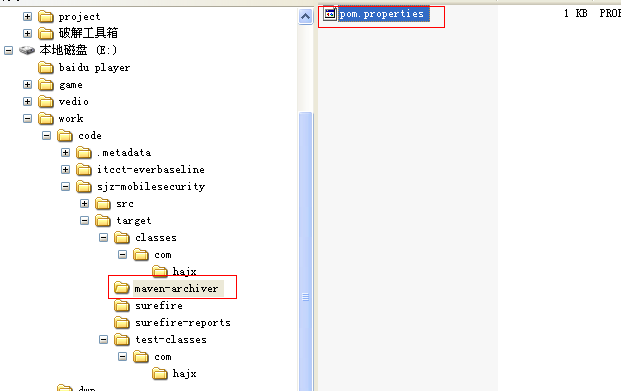 project
破解工具箱
本地磁盘 (E:)
baidu player
game
vedio
work
code
.metadata
itcct-everbaseline
sjz-mobilesecurity
src
target
classes
com
hajx
maven-archiver
surefire
surefire-reports
test-classes
com
hajx
pom.properties
1 KB PROP